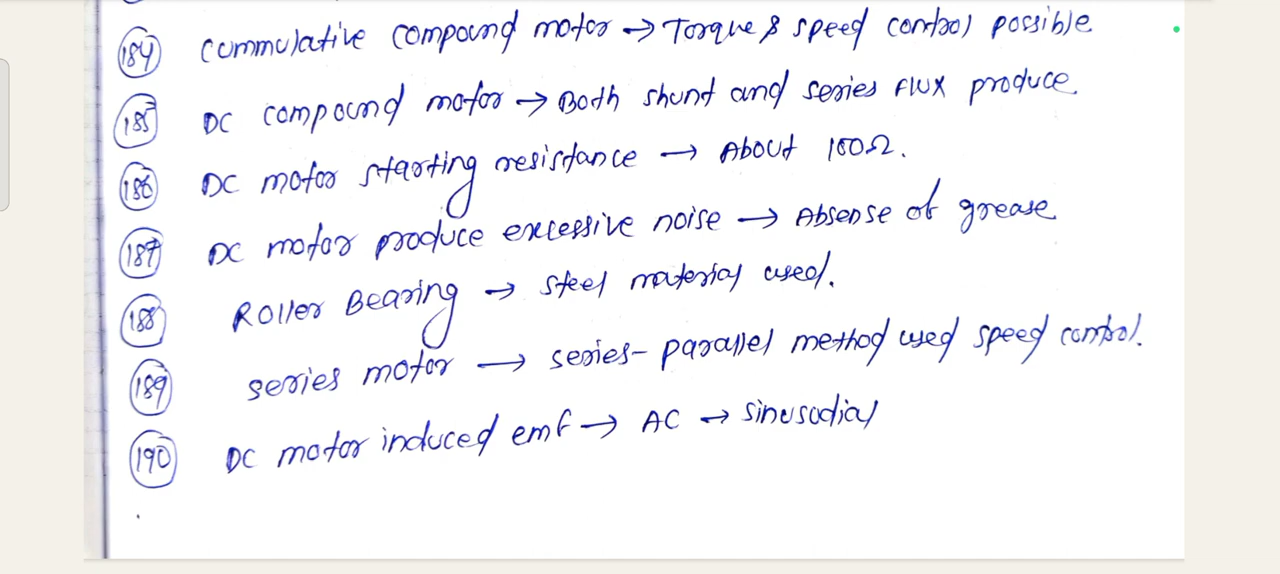 184 Cummulative compound motor → Torque & speed control possible
185 DC compound motor → Both shunt and series Flux produce.
186 DC motor starting resistance → About 100Ω.
187 DC motor produce excessive noise → Absense of grease
188 Roller Bearing → Steel material used.
189 series motor → series-parallel method used speed control.
190 DC motor induced emf → AC → sinusodial